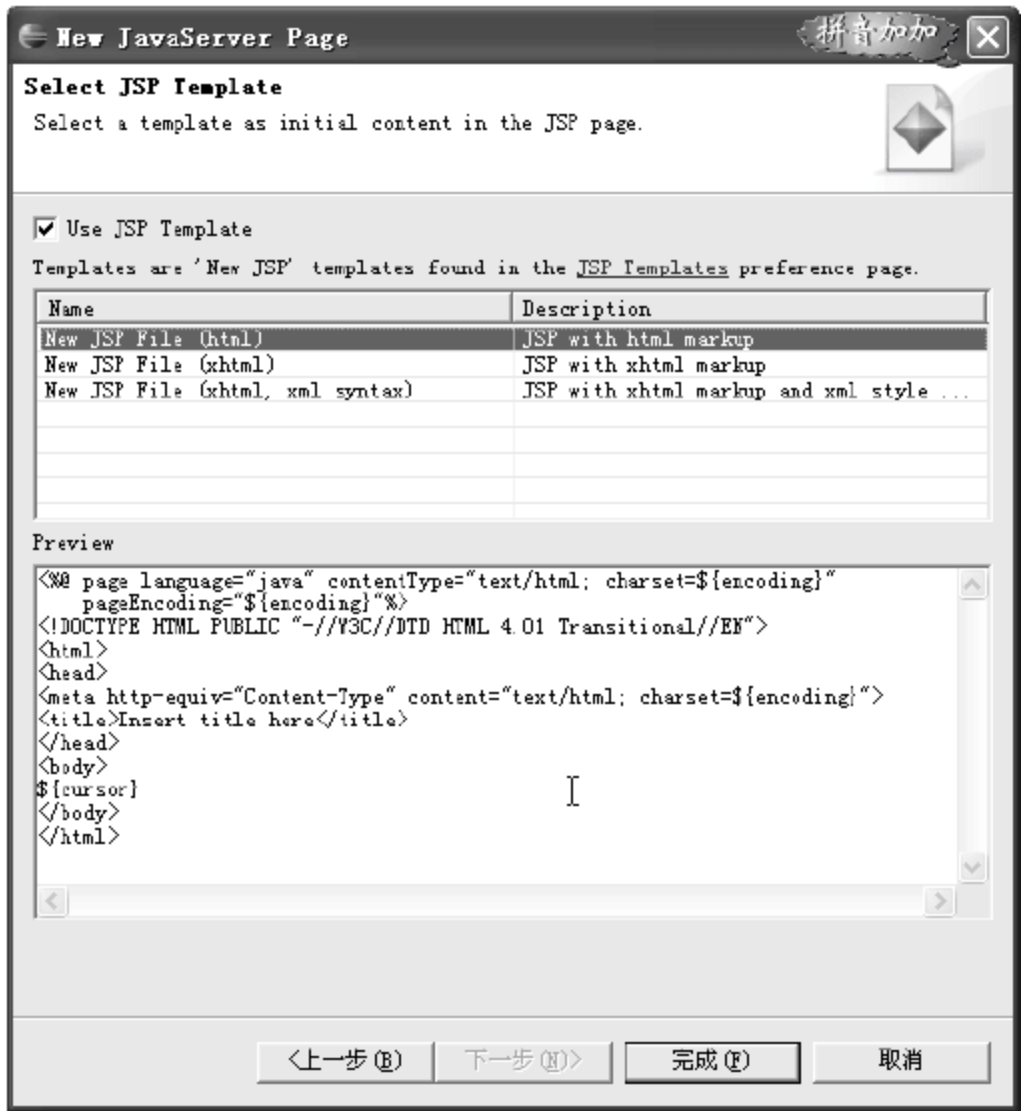 New JavaServer Page
拼音加加
Select JSP Template
Select a template as initial content in the JSP page.
Use JSP Template
Templates are 'New JSP' templates found in the JSP Templates preference page.
Name Description
New JSP File (html) JSP with html markup
New JSP File (xhtml) JSP with xhtml markup
New JSP File (xhtml, xml syntax) JSP with xhtml markup and xml style ...
Preview
<%@ page language="java" contentType="text/html; charset=${encoding}"
pageEncoding="${encoding}"%>
<!DOCTYPE HTML PUBLIC "-//W3C//DTD HTML 4.01 Transitional//EN">
<html>
<head>
<meta http-equiv="Content-Type" content="text/html; charset=${encoding}">
<title>Insert title here</title>
</head>
<body>
${cursor}
</body>
</html>
<上一步(B) 下一步(N)> 完成(F) 取消